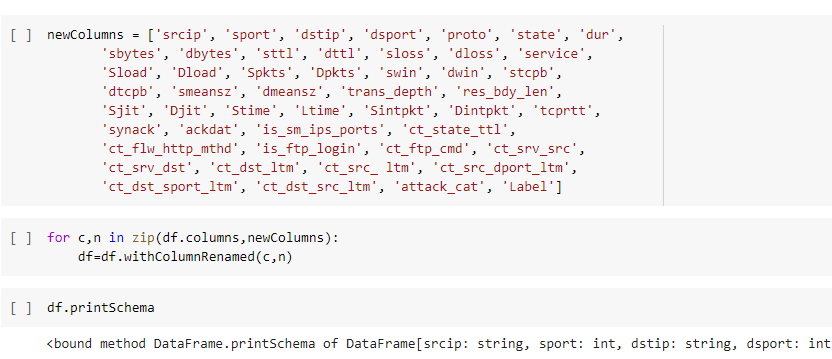 [ ] newColumns = ['srcip', 'sport', 'dstip', 'dsport', 'proto', 'state', 'dur',
'sbytes', 'dbytes', 'sttl', 'dttl', 'sloss', 'dloss', 'service',
'Sload', 'Dload', 'Spkts', 'Dpkts', 'swin', 'dwin', 'stcpb',
'dtcpb', 'smeansz', 'dmeansz', 'trans_depth', 'res_bdy_len',
'Sjit', 'Djit', 'Stime', 'Ltime', 'Sintpkt', 'Dintpkt', 'tcprtt',
'synack', 'ackdat', 'is_sm_ips_ports', 'ct_state_ttl',
'ct_flw_http_mthd', 'is_ftp_login', 'ct_ftp_cmd', 'ct_srv_src',
'ct_srv_dst', 'ct_dst_ltm', 'ct_src_ ltm', 'ct_src_dport_ltm',
'ct_dst_sport_ltm', 'ct_dst_src_ltm', 'attack_cat', 'Label']
[ ] for c,n in zip(df.columns,newColumns):
df=df.withColumnRenamed(c,n)
[ ] df.printSchema
<bound method DataFrame.printSchema of DataFrame[srcip: string, sport: int, dstip: string, dsport: int